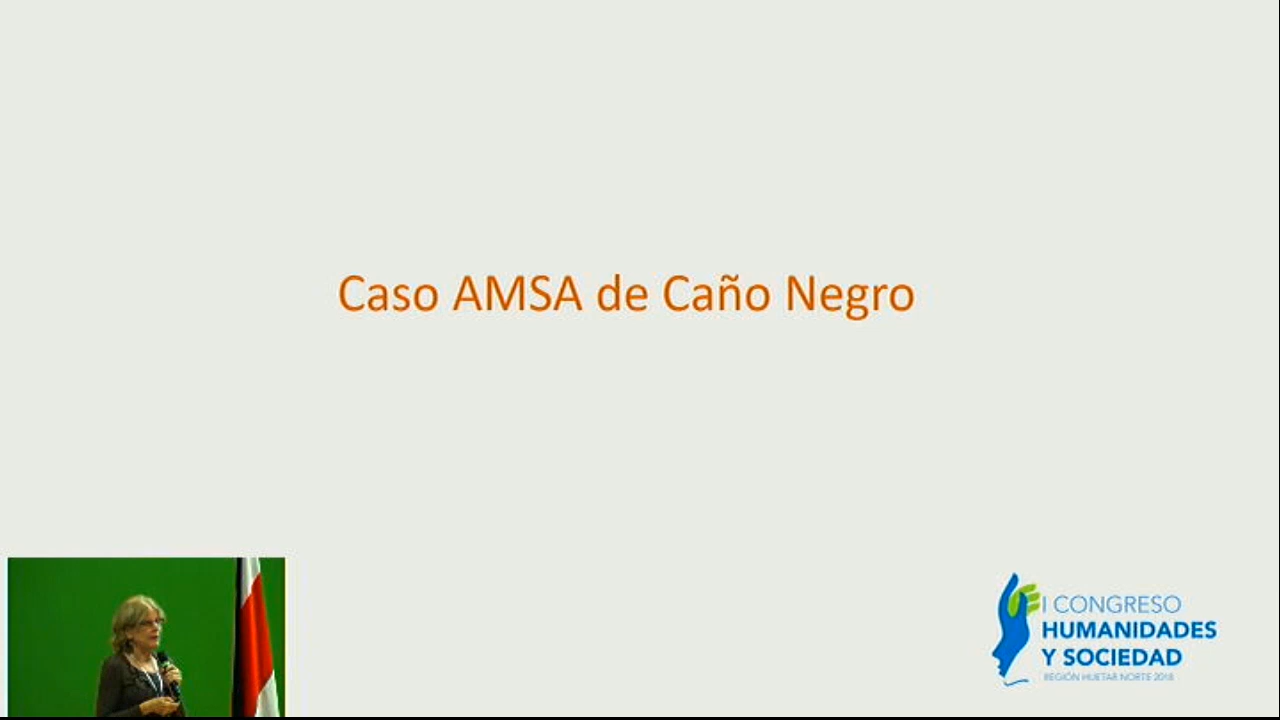 Caso AMSA de Caño Negro
I CONGRESO
HUMANIDADES
Y SOCIEDAD
REGIÓN HUETAR NORTE 2018